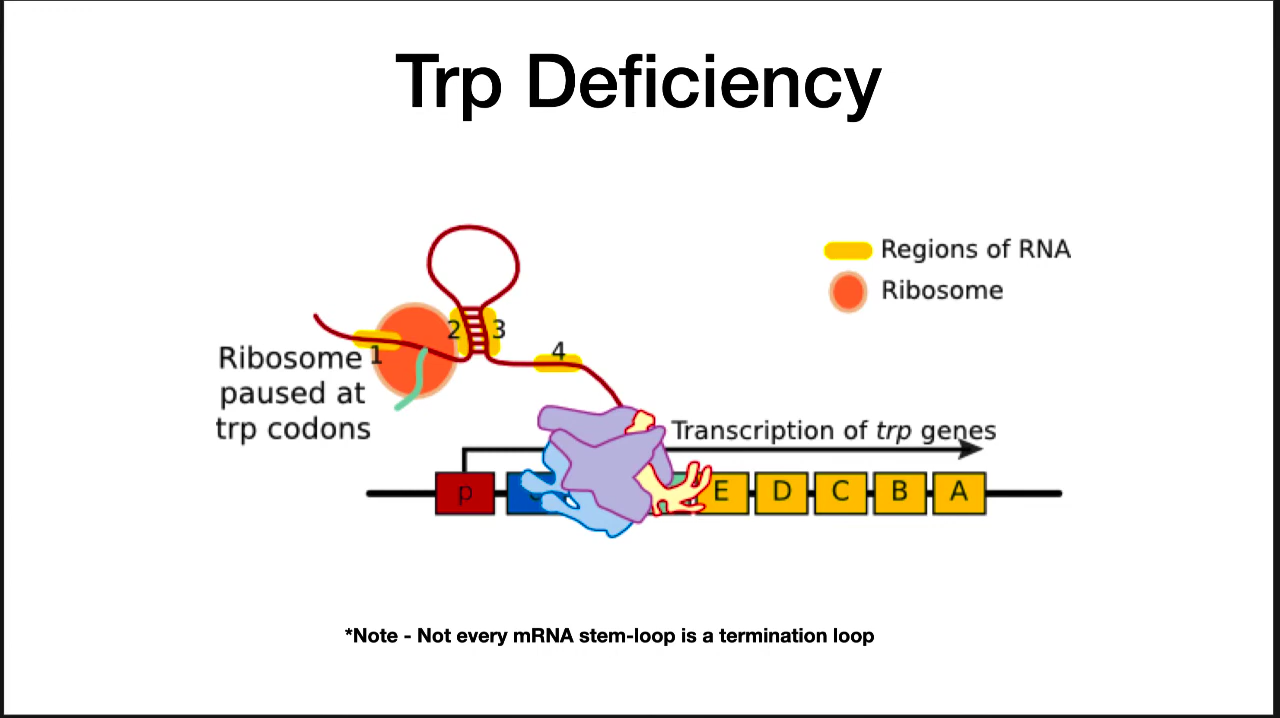 Trp Deficiency
Regions of RNA
Ribosome
2 3
1
4
Ribosome
paused at
trp codons
Transcription of trp genes
p
E D C B A
*Note - Not every mRNA stem-loop is a termination loop